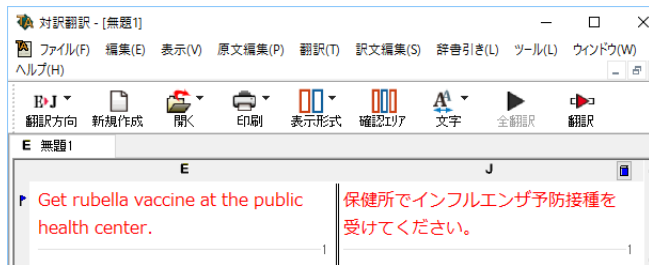 対訳翻訳 - [無題1]
ファイル(F) 編集(E) 表示(V) 原文編集(P) 翻訳(T) 訳文編集(S) 辞書引き(L) ツール(L) ウィンドウ(W)
ヘルプ(H)
E▶J
翻訳方向 新規作成 開く 印刷 表示形式 確認エリア 文字 全翻訳 翻訳
E 無題1
E J
Get rubella vaccine at the public
health center.
1
保健所でインフルエンザ予防接種を
受けてください。
1